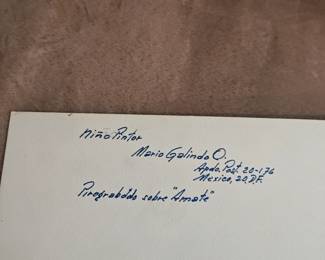 Niño Pintor
Mario Galindo O.
Apdo. Post. 20-176
Mexico, 20, D.F.
Pirograbado sobre "Amate"